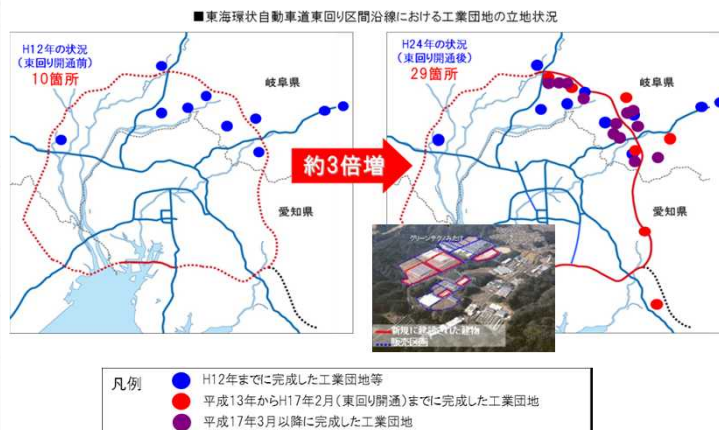 ■東海環状自動車道東回り区間沿線における工業団地の立地状況
H12年の状況
(東回り開通前)
10箇所
岐阜県
愛知県
約3倍増
H24年の状況
(東回り開通後)
29箇所
岐阜県
愛知県
グリーンテクノみたけ
新規に建設された建物
販売区画
凡例
H12年までに完成した工業団地等
平成13年からH17年2月(東回り開通)までに完成した工業団地
平成17年3月以降に完成した工業団地